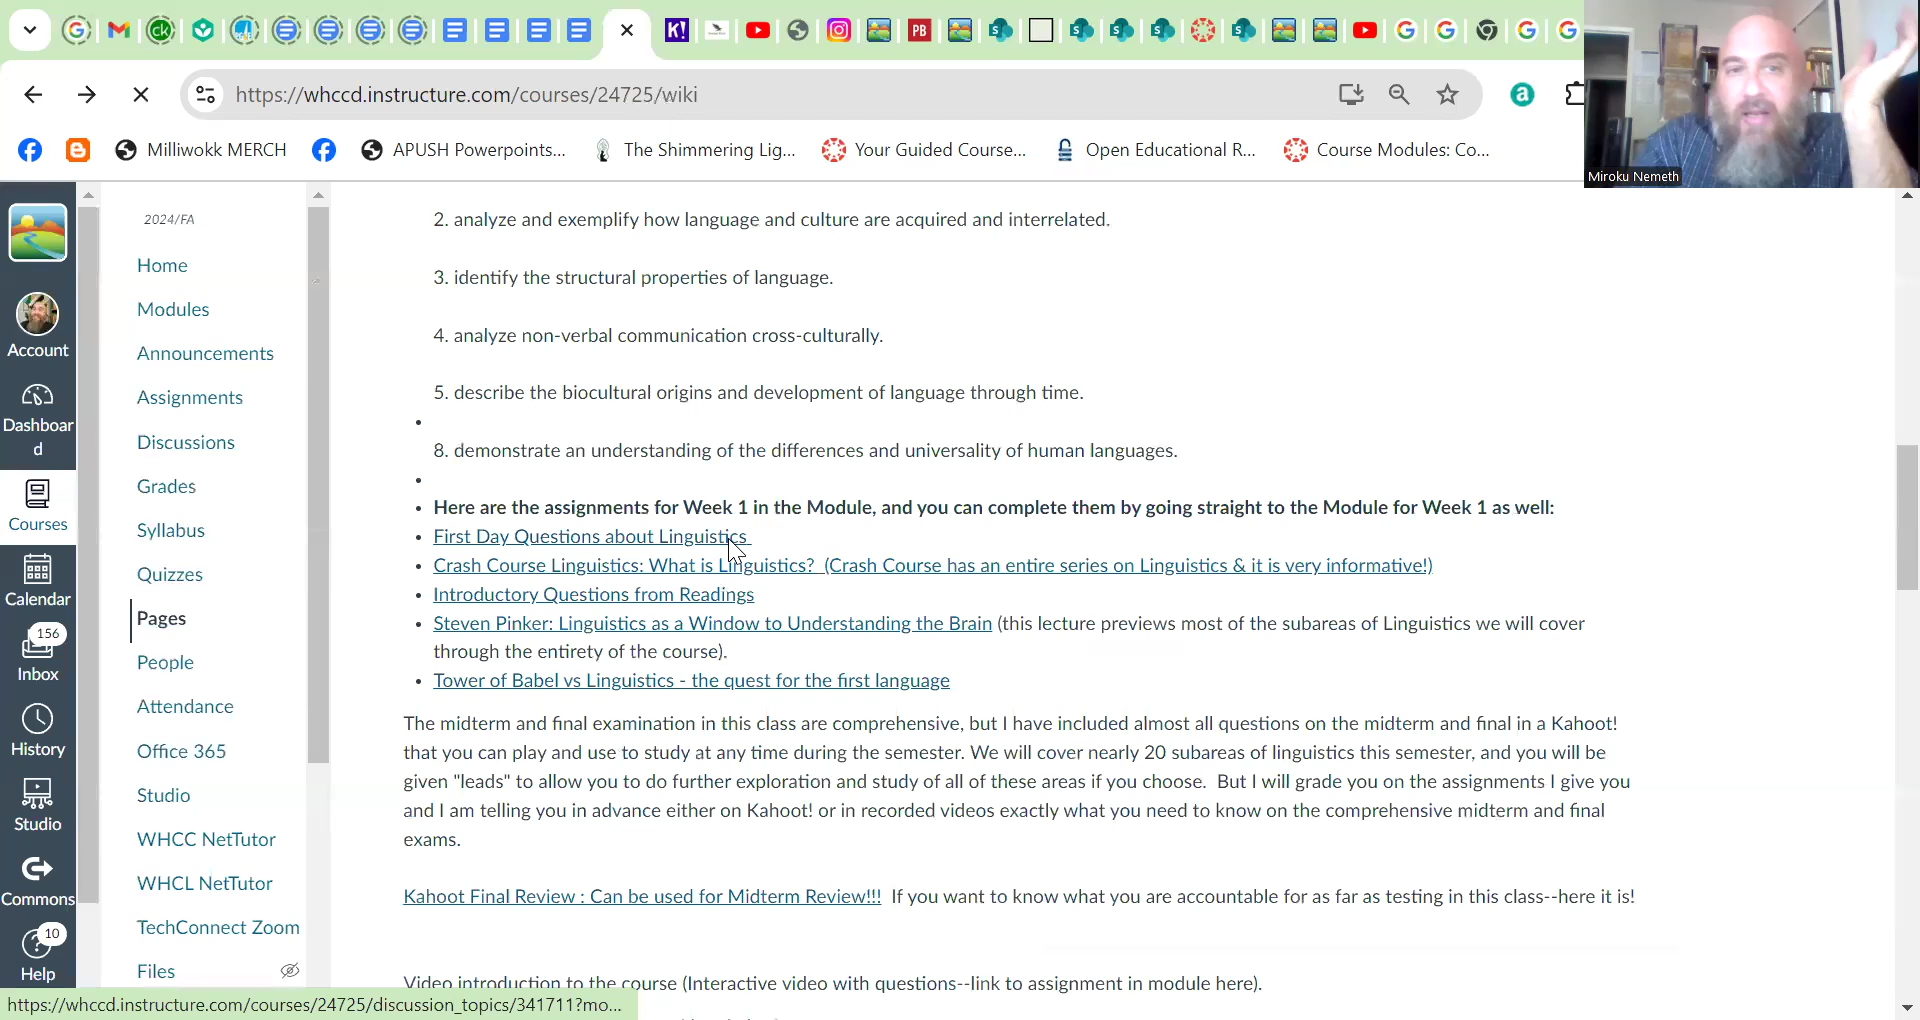 https://whccd.instructure.com/courses/24725/wiki
Milliwokk MERCH
APUSH Powerpoints...
The Shimmering Lig...
Your Guided Course...
Open Educational R...
Course Modules: Co...
Miroku Nemeth
Account
Dashboar
d
Courses
Calendar
156
Inbox
History
Studio
Commons
10
Help
2024/FA
Home
Modules
Announcements
Assignments
Discussions
Grades
Syllabus
Quizzes
Pages
People
Attendance
Office 365
Studio
WHCC NetTutor
WHCL NetTutor
TechConnect Zoom
Files
2. analyze and exemplify how language and culture are acquired and interrelated.
3. identify the structural properties of language.
4. analyze non-verbal communication cross-culturally.
5. describe the biocultural origins and development of language through time.
8. demonstrate an understanding of the differences and universality of human languages.
Here are the assignments for Week 1 in the Module, and you can complete them by going straight to the Module for Week 1 as well:
First Day Questions about Linguistics
Crash Course Linguistics: What is Linguistics? (Crash Course has an entire series on Linguistics & it is very informative!)
Introductory Questions from Readings
Steven Pinker: Linguistics as a Window to Understanding the Brain (this lecture previews most of the subareas of Linguistics we will cover
through the entirety of the course).
Tower of Babel vs Linguistics - the quest for the first language
The midterm and final examination in this class are comprehensive, but I have included almost all questions on the midterm and final in a Kahoot!
that you can play and use to study at any time during the semester. We will cover nearly 20 subareas of linguistics this semester, and you will be
given "leads" to allow you to do further exploration and study of all of these areas if you choose. But I will grade you on the assignments I give you
and I am telling you in advance either on Kahoot! or in recorded videos exactly what you need to know on the comprehensive midterm and final
exams.
Kahoot Final Review : Can be used for Midterm Review!!! If you want to know what you are accountable for as far as testing in this class--here it is!
Video introduction to the course (Interactive video with questions--link to assignment in module here).
https://whccd.instructure.com/courses/24725/discussion_topics/341711?mo...